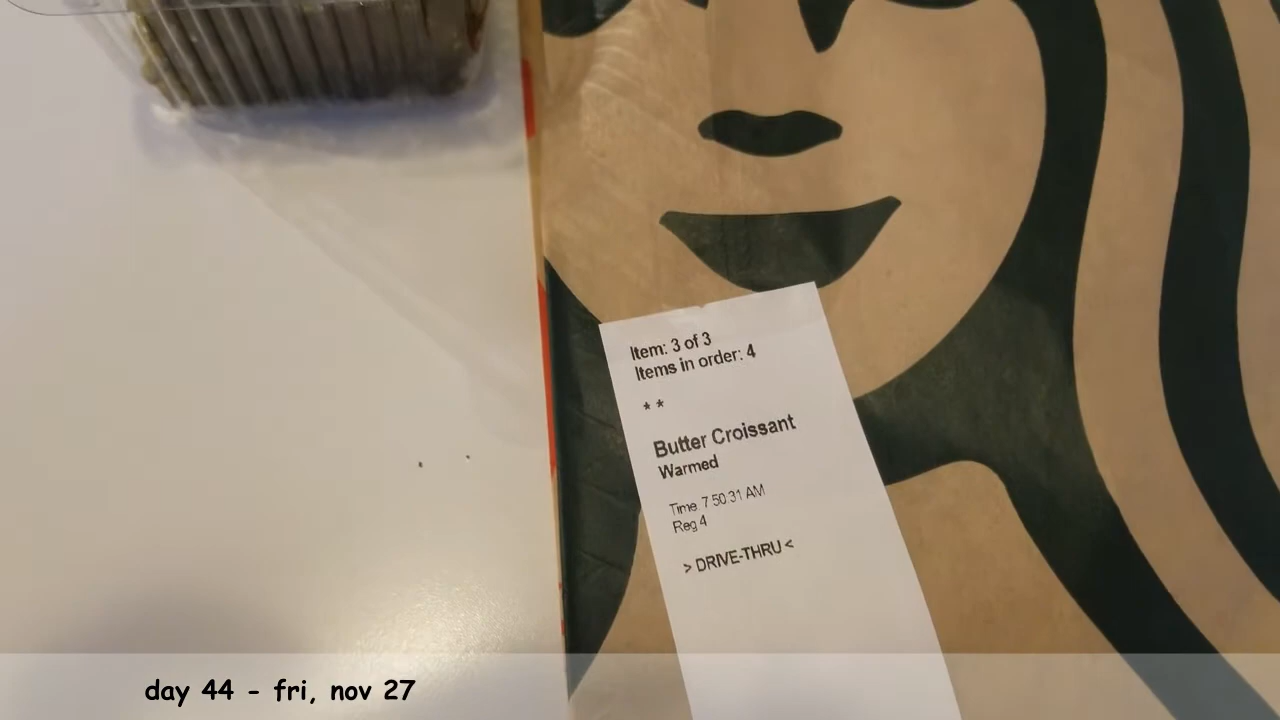 Item: 3 of 3
Items in order: 4
* *
Butter Croissant
Warmed
Time 7 50:31 AM
Reg 4
> DRIVE-THRU <
day 44 - fri, nov 27